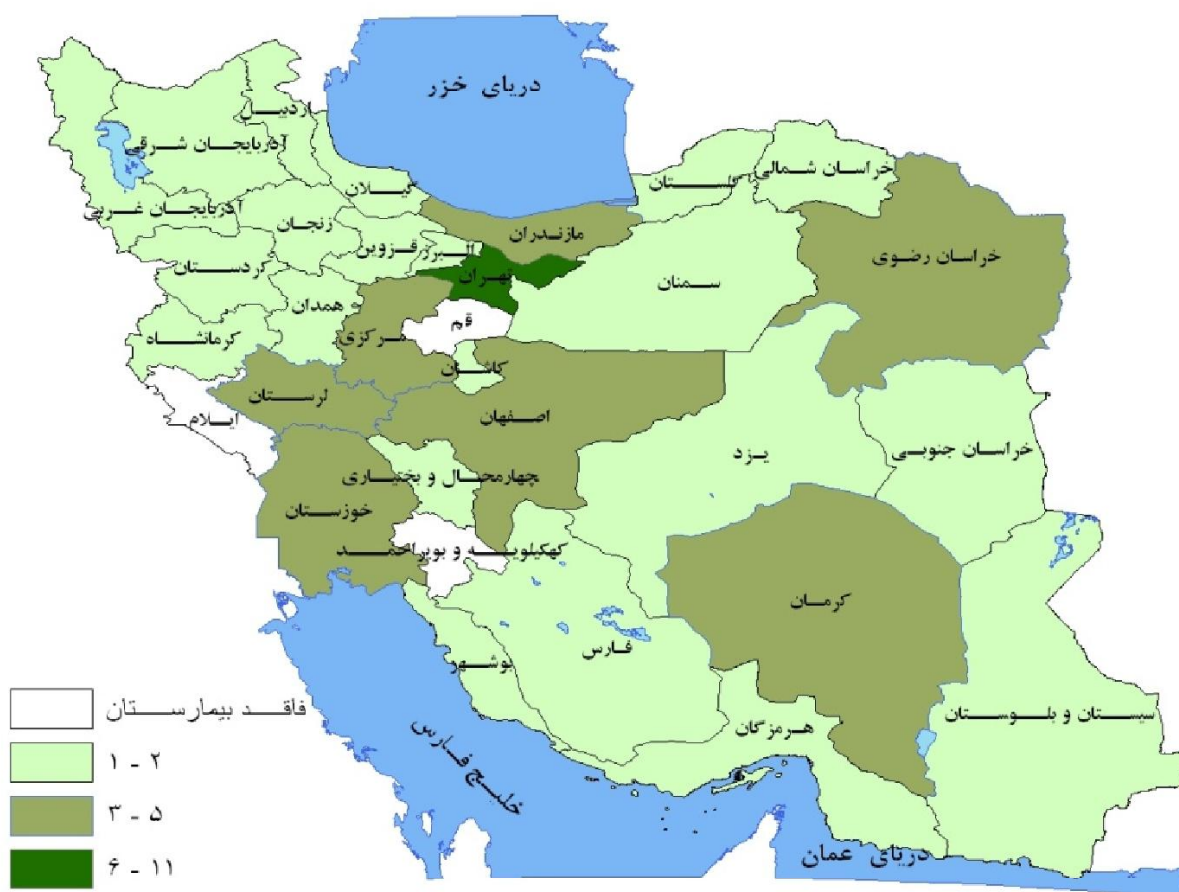 دریای خزر
اردبیل
آذربایجان شرقی
خراسان شمالی
گلستان
گیلان
آذربایجان غربی
زنجان
مازندران
قزوین
البرز
خراسان رضوی
کردستان
تهران
سمنان
همدان
قم
کرمانشاه
مرکزی
کاشان
لرستان
اصفهان
ایلام
یزد
خراسان جنوبی
چهارمحال و بختیاری
خوزستان
کهکیلویه و بویراحمد
کرمان
فارس
بوشهر
هرمزگان
سیستان و بلوستان
خلیج فارس
دریای عمان
فاقد بیمارستان
۱ - ۲
۳ - ۵
۶ - ۱۱